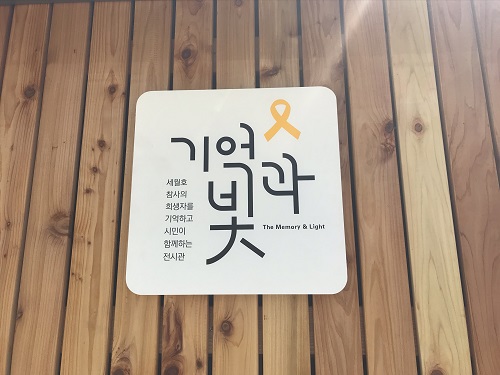 기억과
빛
The Memory & Light
세월호
참사의
희생자를
기억하고
시민이
함께하는
전시관